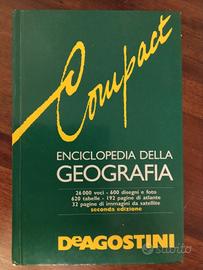 Compact
ENCICLOPEDIA DELLA
GEOGRAFIA
26 000 voci - 600 disegni e foto
620 tabelle - 192 pagine di atlante
32 pagine di immagini da satellite
seconda edizione
DEAGOSTINI
subito